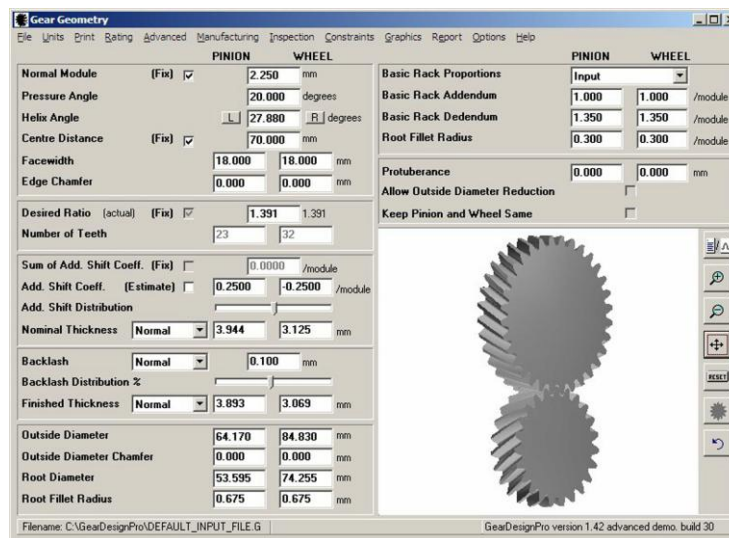 Gear Geometry
File Units Print Rating Advanced Manufacturing Inspection Constraints Graphics Report Options Help
PINION WHEEL
Normal Module (Fix) 2.250 mm
Pressure Angle 20.000 degrees
Helix Angle L 27.880 R degrees
Centre Distance (Fix) 70.000 mm
Facewidth 18.000 18.000 mm
Edge Chamfer 0.000 0.000 mm
Desired Ratio (actual) (Fix) 1.391 1.391
Number of Teeth 23 32
Sum of Add. Shift Coeff. (Fix) 0.0000 /module
Add. Shift Coeff. (Estimate) 0.2500 -0.2500 /module
Add. Shift Distribution
Nominal Thickness Normal 3.944 3.125 mm
Backlash Normal 0.100 mm
Backlash Distribution %
Finished Thickness Normal 3.893 3.069 mm
Outside Diameter 64.170 84.830 mm
Outside Diameter Chamfer 0.000 0.000 mm
Root Diameter 53.595 74.255 mm
Root Fillet Radius 0.675 0.675 mm
PINION WHEEL
Basic Rack Proportions Input
Basic Rack Addendum 1.000 1.000 /module
Basic Rack Dedendum 1.350 1.350 /module
Root Fillet Radius 0.300 0.300 /module
Protuberance 0.000 0.000 mm
Allow Outside Diameter Reduction
Keep Pinion and Wheel Same
RESET
Filename: C:\GearDesignPro\DEFAULT_INPUT_FILE.G
GearDesignPro version 1.42 advanced demo. build 30